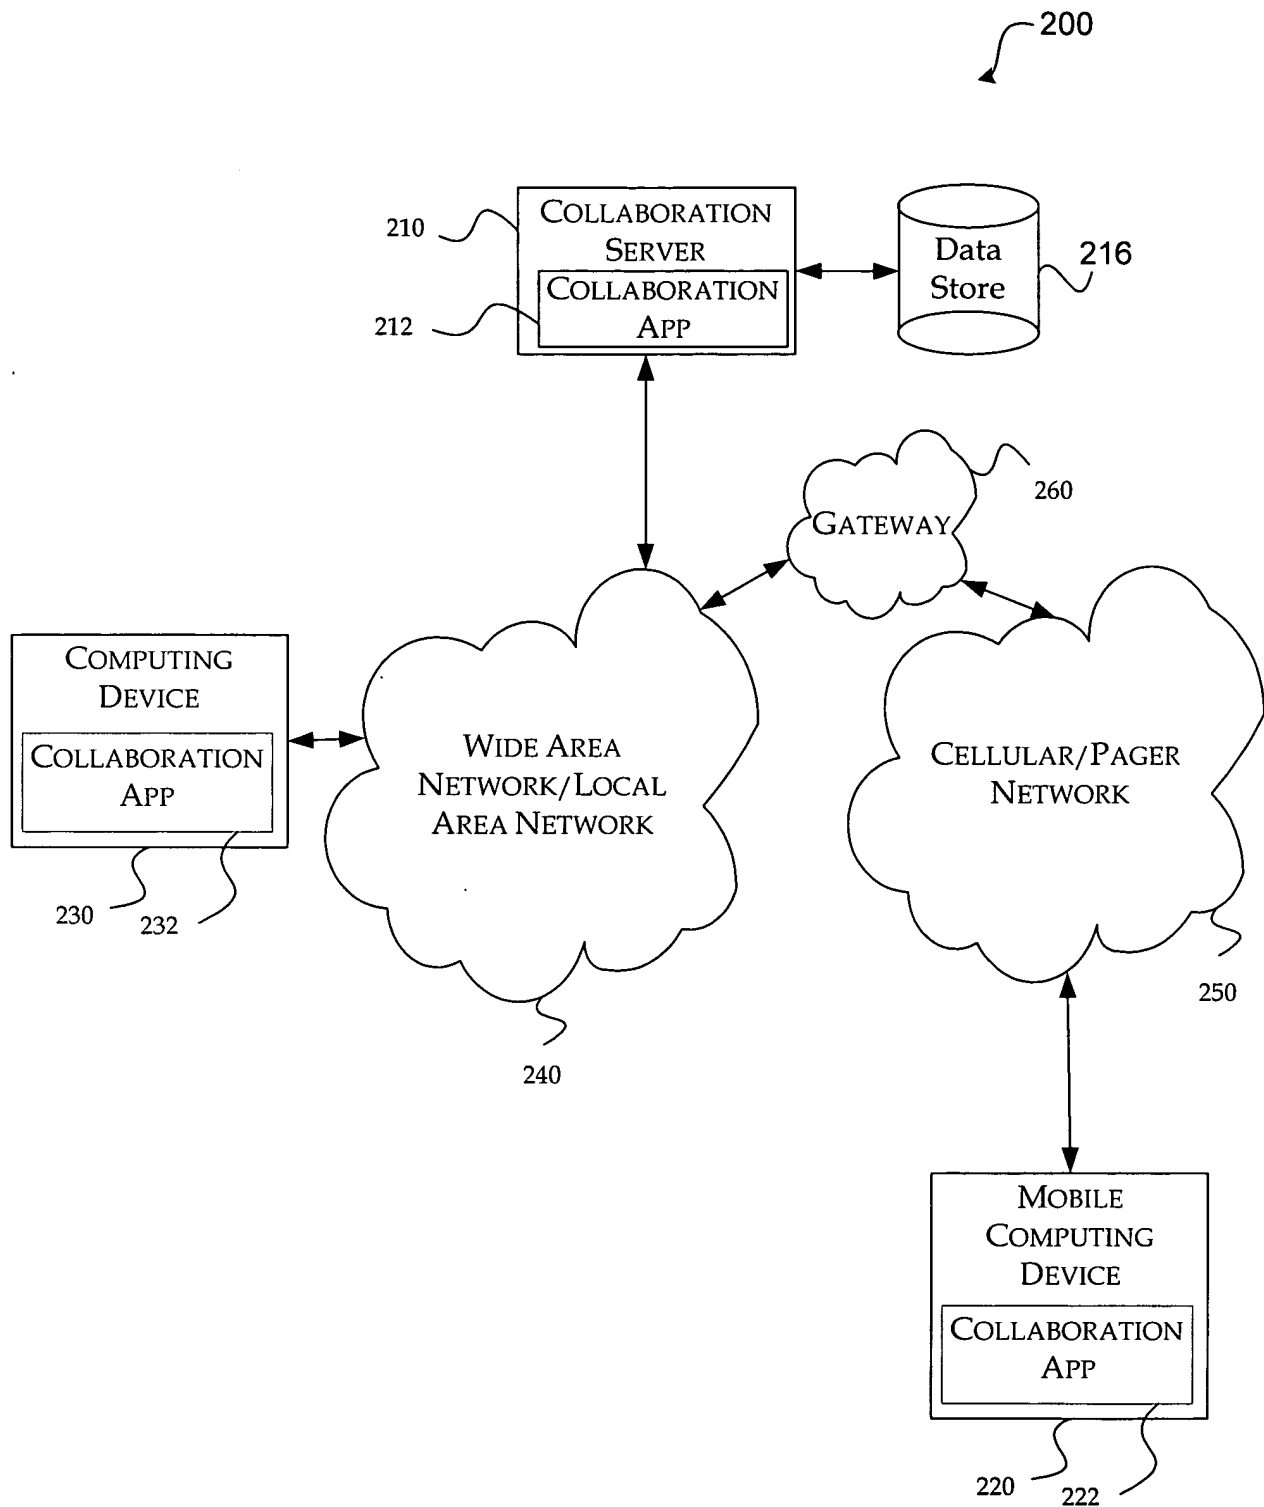 200
COLLABORATION
SERVER
210
COLLABORATION
APP
212
Data
Store
216
GATEWAY
260
COMPUTING
DEVICE
COLLABORATION
APP
230
232
WIDE AREA
NETWORK/LOCAL
AREA NETWORK
240
CELLULAR/PAGER
NETWORK
250
MOBILE
COMPUTING
DEVICE
COLLABORATION
APP
220
222